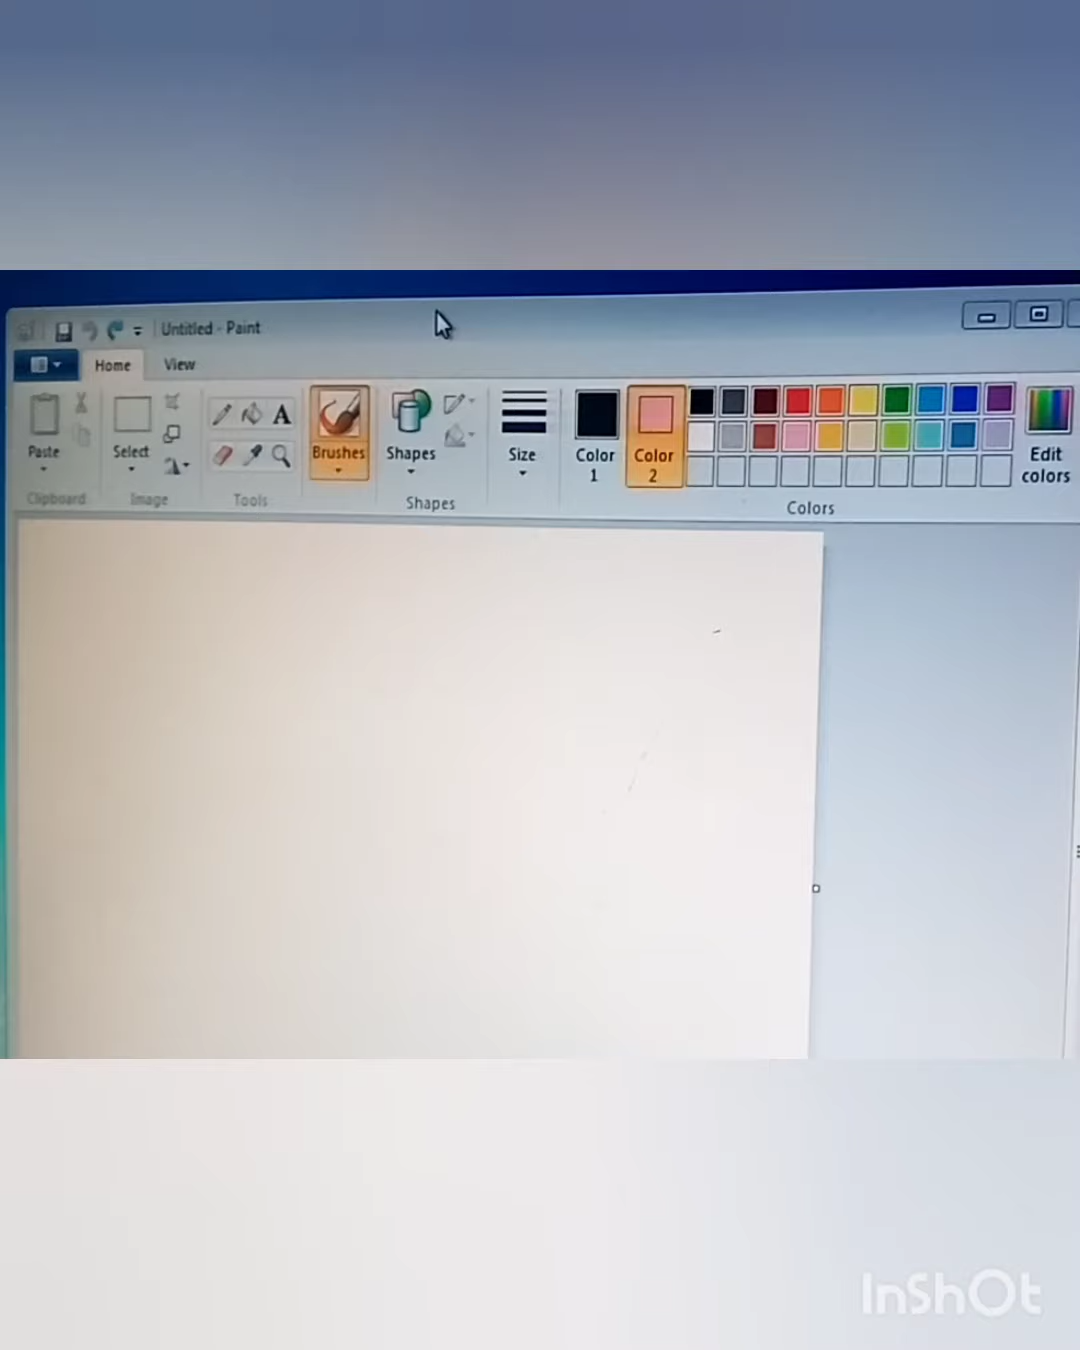 Untitled - Paint
Home View
Paste
Select
A
Brushes
Shapes
Size
Color 1
Color 2
Edit colors
Clipboard
Image
Tools
Shapes
Colors
InShOt